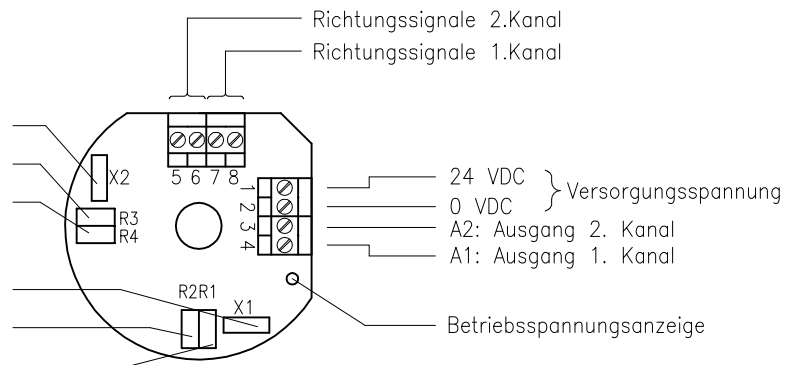 Richtungssignale 2.Kanal
Richtungssignale 1.Kanal
5 6 7 8
X2
R3
R4
1
2
3
4
24 VDC
0 VDC
Versorgungsspannung
A2: Ausgang 2. Kanal
A1: Ausgang 1. Kanal
R2R1
X1
Betriebsspannungsanzeige